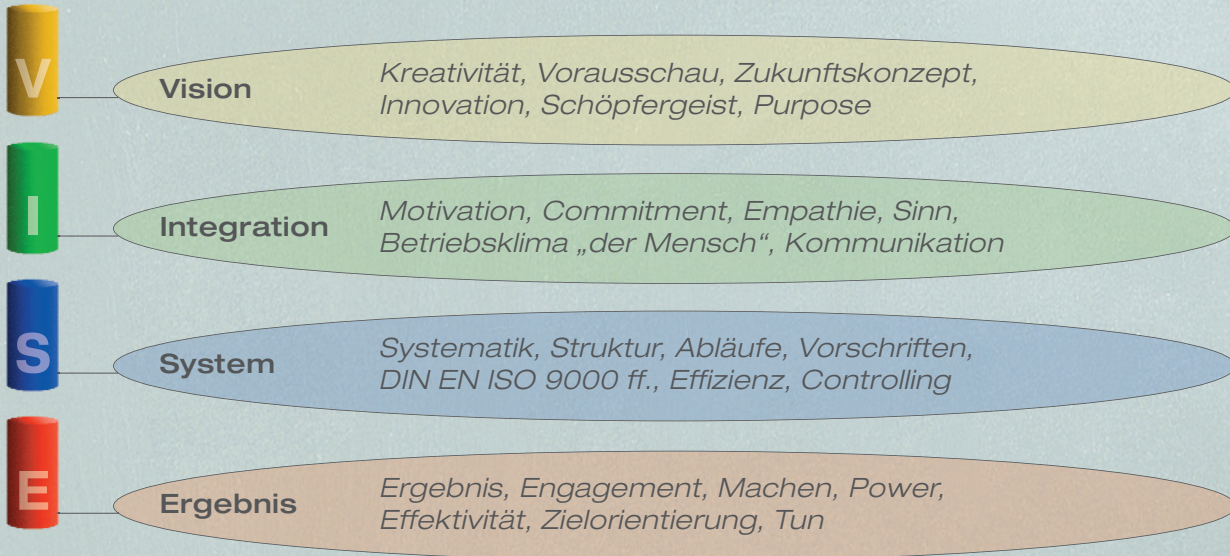 V
Vision
Kreativität, Vorausschau, Zukunftskonzept,
Innovation, Schöpfergeist, Purpose
I
Integration
Motivation, Commitment, Empathie, Sinn,
Betriebsklima „der Mensch“, Kommunikation
S
System
Systematik, Struktur, Abläufe, Vorschriften,
DIN EN ISO 9000 ff., Effizienz, Controlling
E
Ergebnis
Ergebnis, Engagement, Machen, Power,
Effektivität, Zielorientierung, Tun